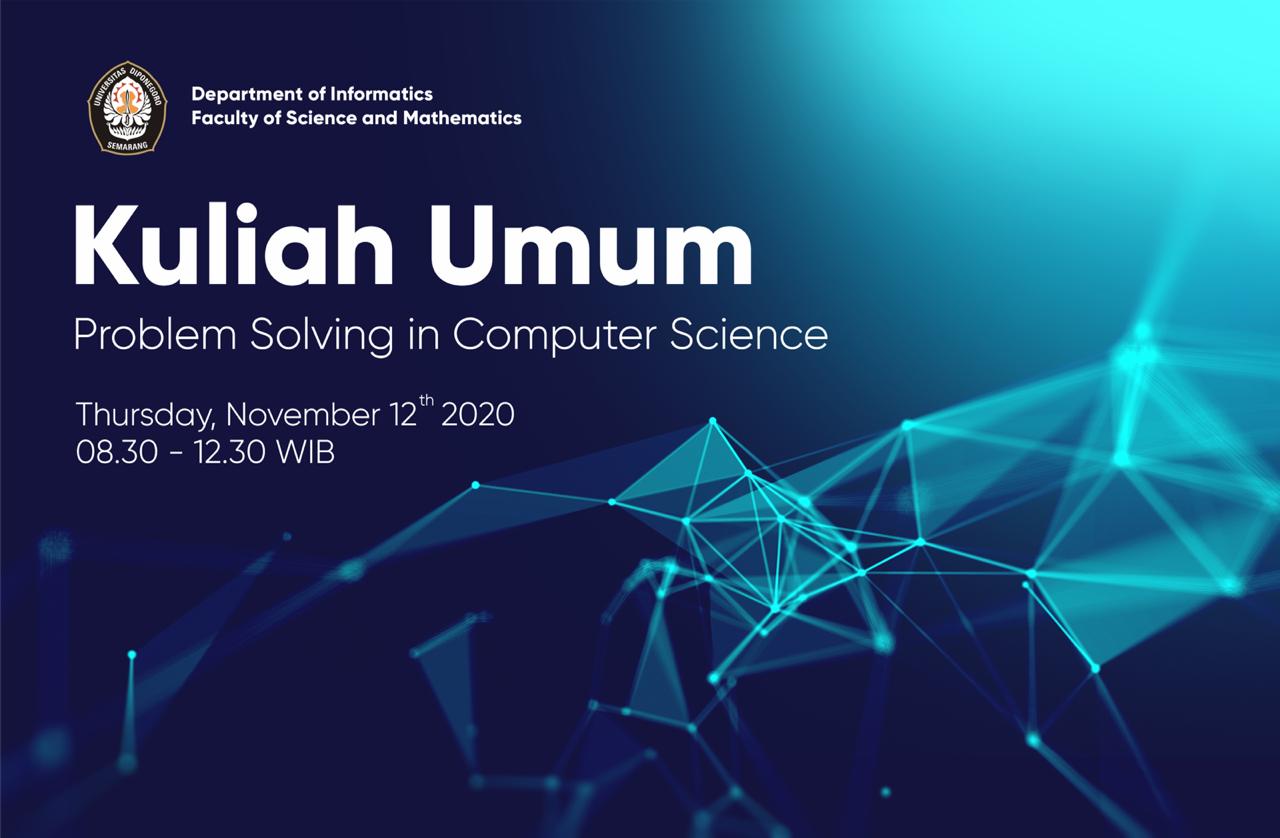 UNIVERSITAS DIPONEGORO
SEMARANG
Department of Informatics
Faculty of Science and Mathematics
Kuliah Umum
Problem Solving in Computer Science
Thursday, November 12th 2020
08.30 - 12.30 WIB